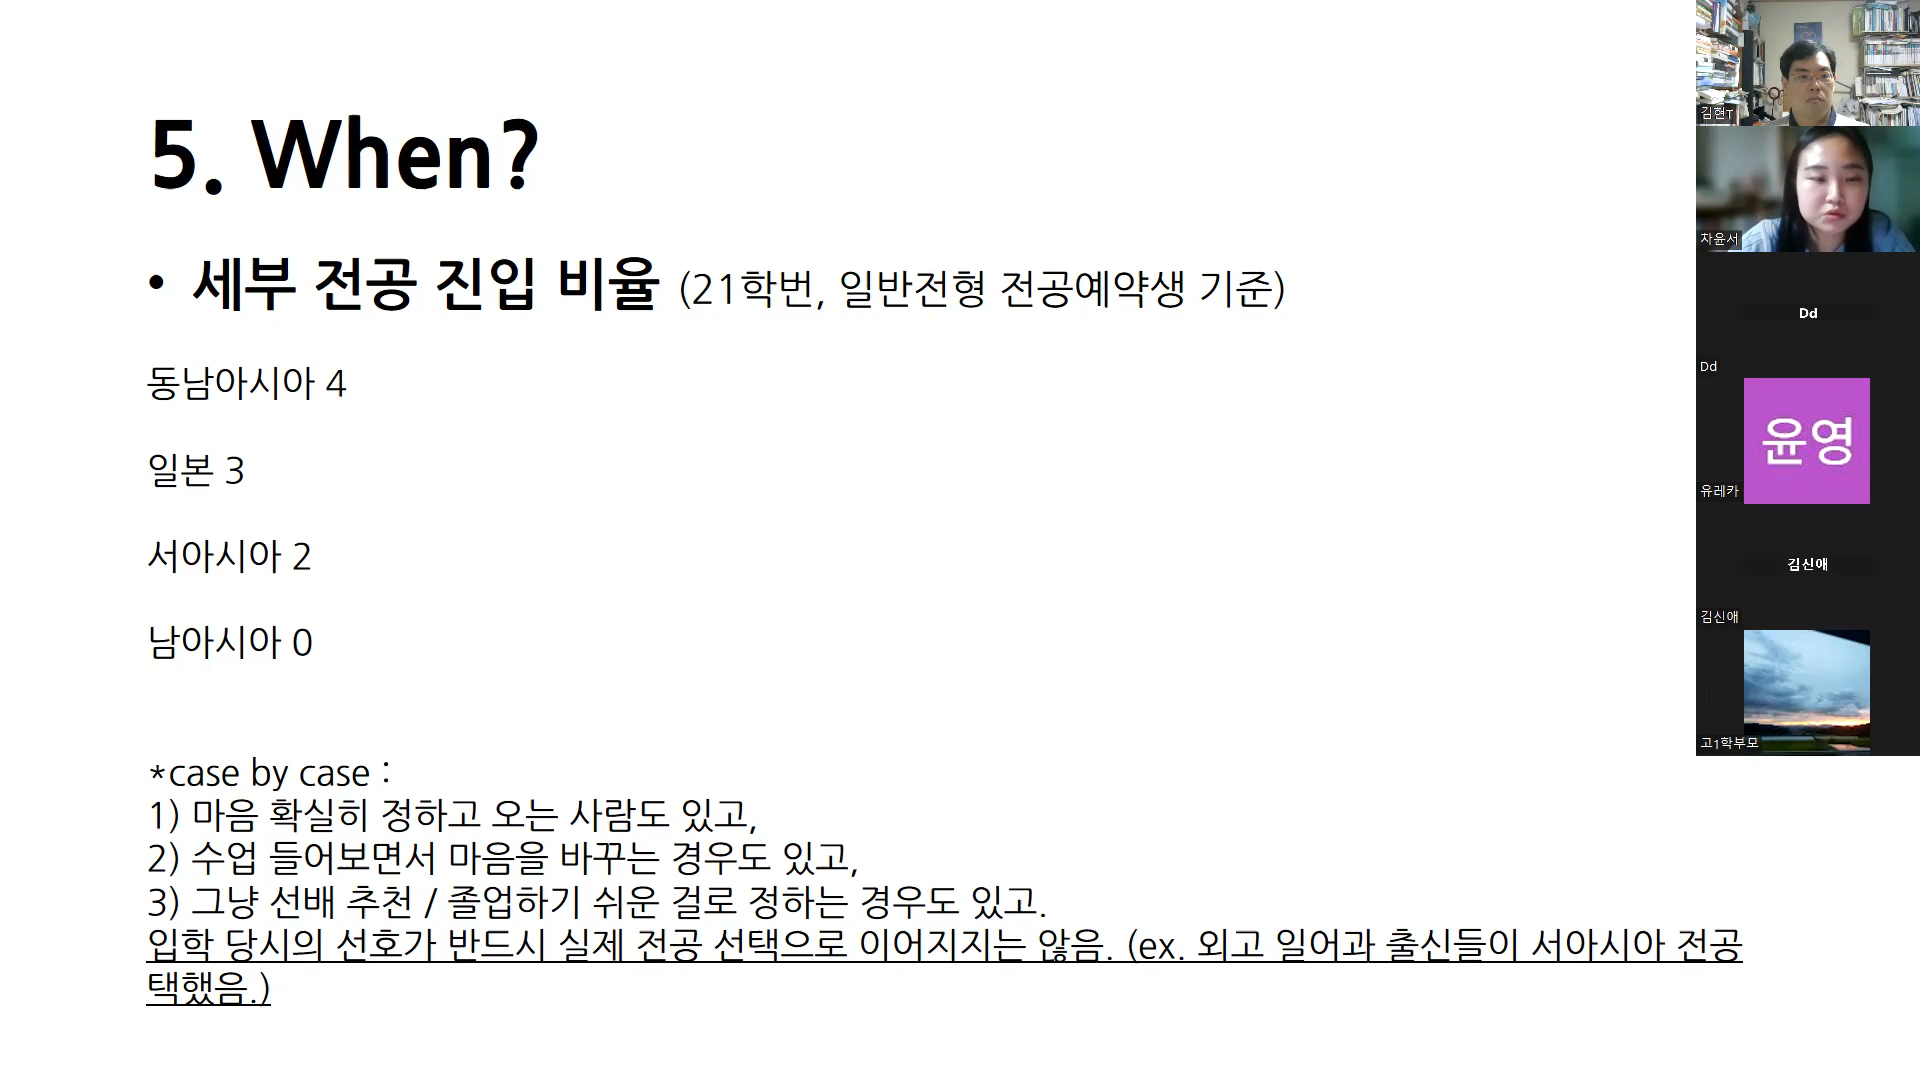 5. When?
• 세부 전공 진입 비율 (21학번, 일반전형 전공예약생 기준)
동남아시아 4
일본 3
서아시아 2
남아시아 0
*case by case :
1) 마음 확실히 정하고 오는 사람도 있고,
2) 수업 들어보면서 마음을 바꾸는 경우도 있고,
3) 그냥 선배 추천 / 졸업하기 쉬운 걸로 정하는 경우도 있고.
입학 당시의 선호가 반드시 실제 전공 선택으로 이어지지는 않음. (ex. 외고 일어과 출신들이 서아시아 전공
택했음.)
김현T
차윤서
Dd
Dd
윤영
유레카
김신애
김신애
고1학부모